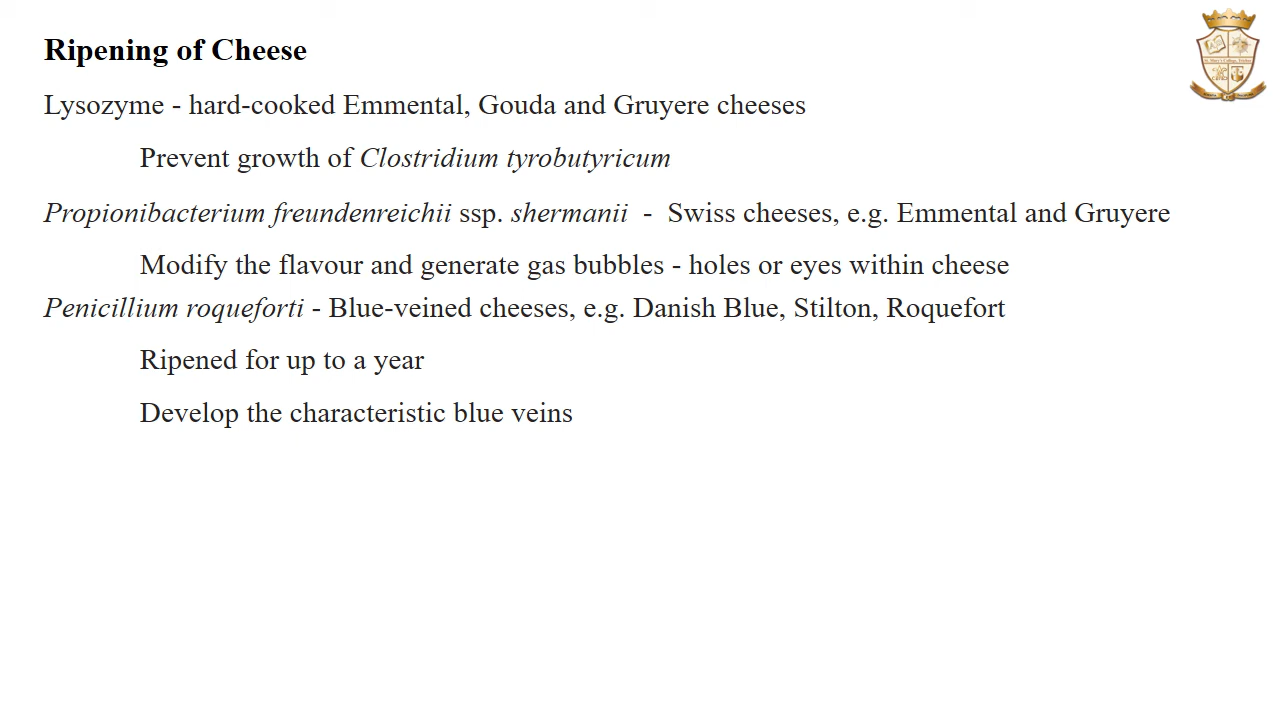 Ripening of Cheese
Lysozyme - hard-cooked Emmental, Gouda and Gruyere cheeses
Prevent growth of Clostridium tyrobutyricum
Propionibacterium freundenreichii ssp. shermanii - Swiss cheeses, e.g. Emmental and Gruyere
Modify the flavour and generate gas bubbles - holes or eyes within cheese
Penicillium roqueforti - Blue-veined cheeses, e.g. Danish Blue, Stilton, Roquefort
Ripened for up to a year
Develop the characteristic blue veins